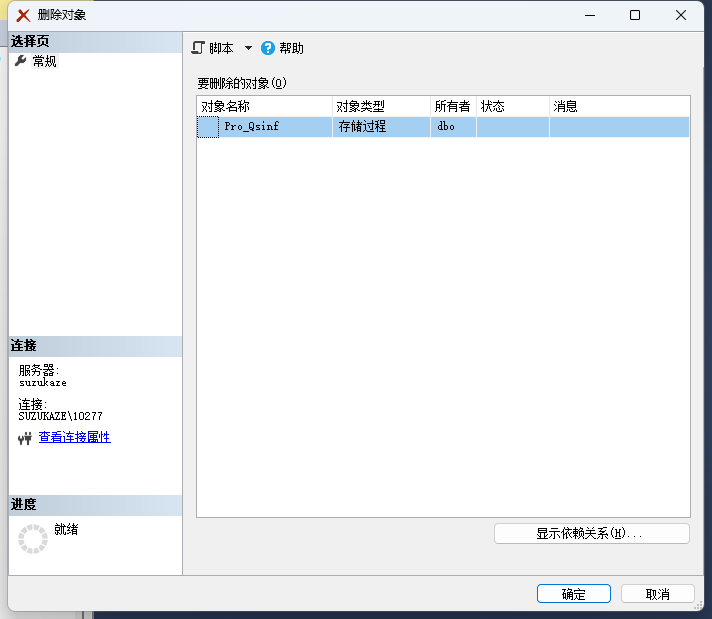 删除对象
选择页
常规
脚本 帮助
要删除的对象(O)
对象名称 对象类型 所有者 状态 消息
Pro_Qsinf 存储过程 dbo
连接
服务器:
suzukaze
连接:
SUZUKAZE\10277
查看连接属性
进度
就绪
显示依赖关系(H)...
确定 取消